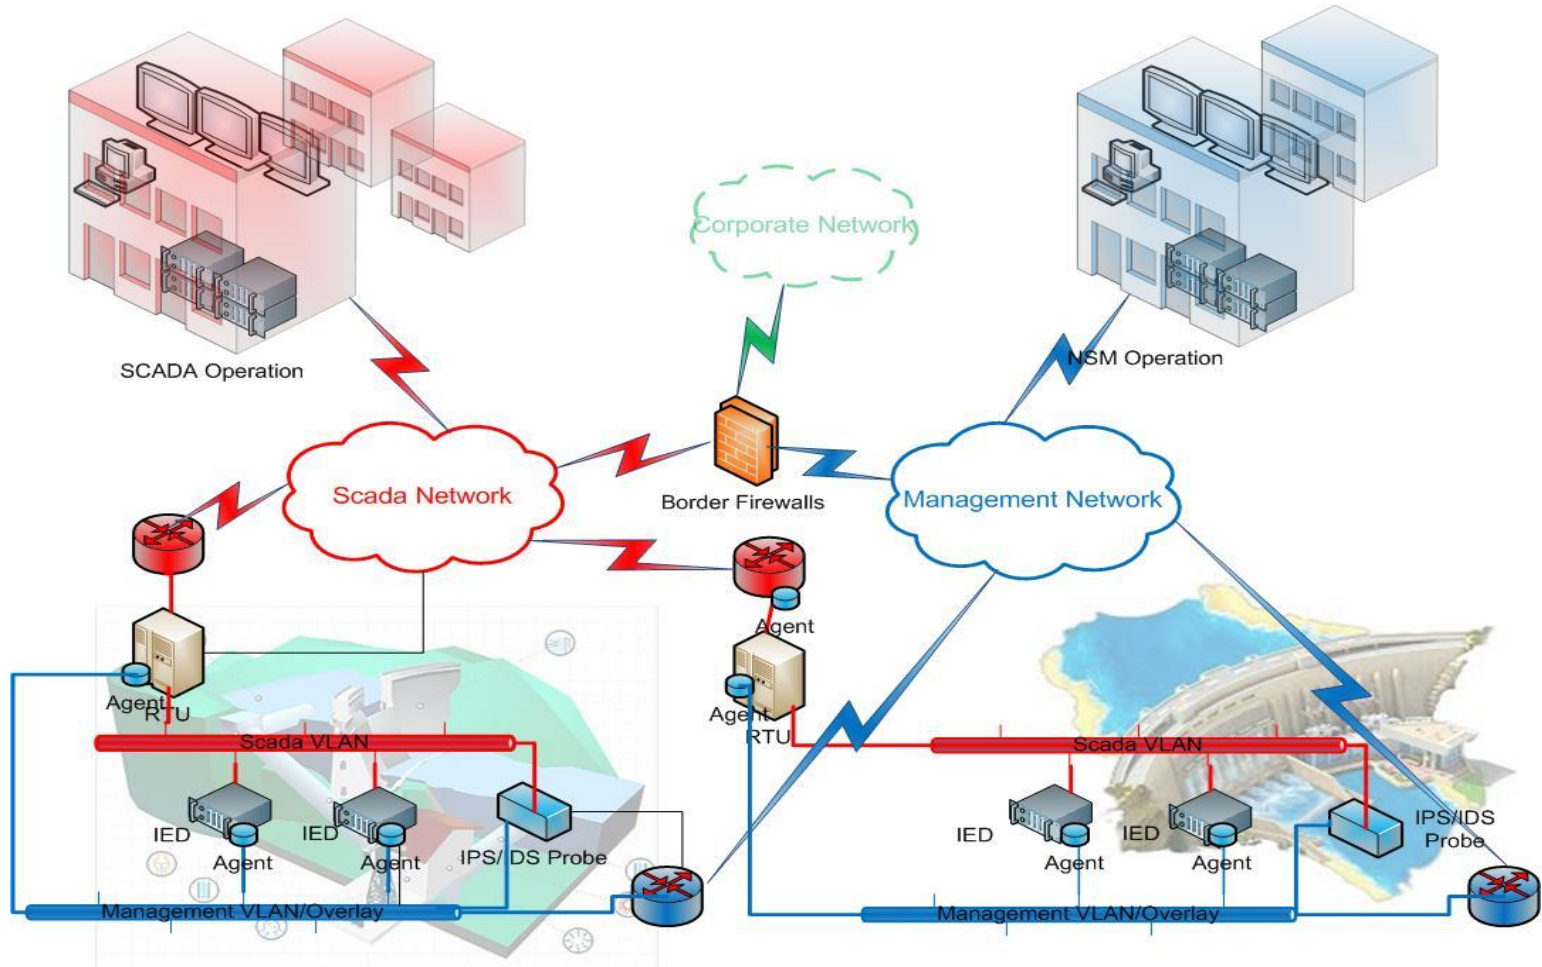 Corporate Network
SCADA Operation
NSM Operation
Scada Network
Border Firewalls
Management Network
Agent
Agent
RTU
Agent
RTU
Scada VLAN
Scada VLAN
IED
IED
IED
IED
IPS/IDS
Probe
Agent
Agent
IPS/IDS Probe
Agent
Agent
Management VLAN/Overlay
Management VLAN/Overlay